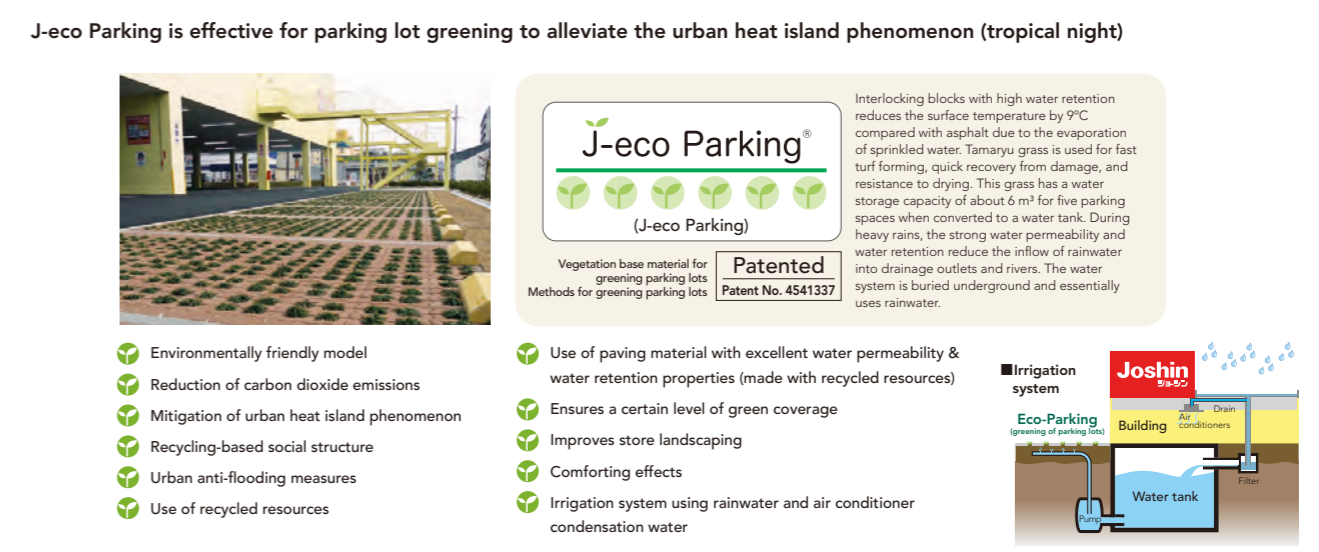 J-eco Parking is effective for parking lot greening to alleviate the urban heat island phenomenon (tropical night)
J-eco Parking®
(J-eco Parking)
Vegetation base material for
greening parking lots
Methods for greening parking lots
Patented
Patent No. 4541337
Interlocking blocks with high water retention
reduces the surface temperature by 9°C
compared with asphalt due to the evaporation
of sprinkled water. Tamaryu grass is used for fast
turf forming, quick recovery from damage, and
resistance to drying. This grass has a water
storage capacity of about 6 m³ for five parking
spaces when converted to a water tank. During
heavy rains, the strong water permeability and
water retention reduce the inflow of rainwater
into drainage outlets and rivers. The water
system is buried underground and essentially
uses rainwater.
Environmentally friendly model
Reduction of carbon dioxide emissions
Mitigation of urban heat island phenomenon
Recycling-based social structure
Urban anti-flooding measures
Use of recycled resources
Use of paving material with excellent water permeability &
water retention properties (made with recycled resources)
Ensures a certain level of green coverage
Improves store landscaping
Comforting effects
Irrigation system using rainwater and air conditioner
condensation water
■Irrigation
system
Joshin
ジョーシン
Eco-Parking
(greening of parking lots)
Building
Air
conditioners
Drain
Filter
Water tank
Pump